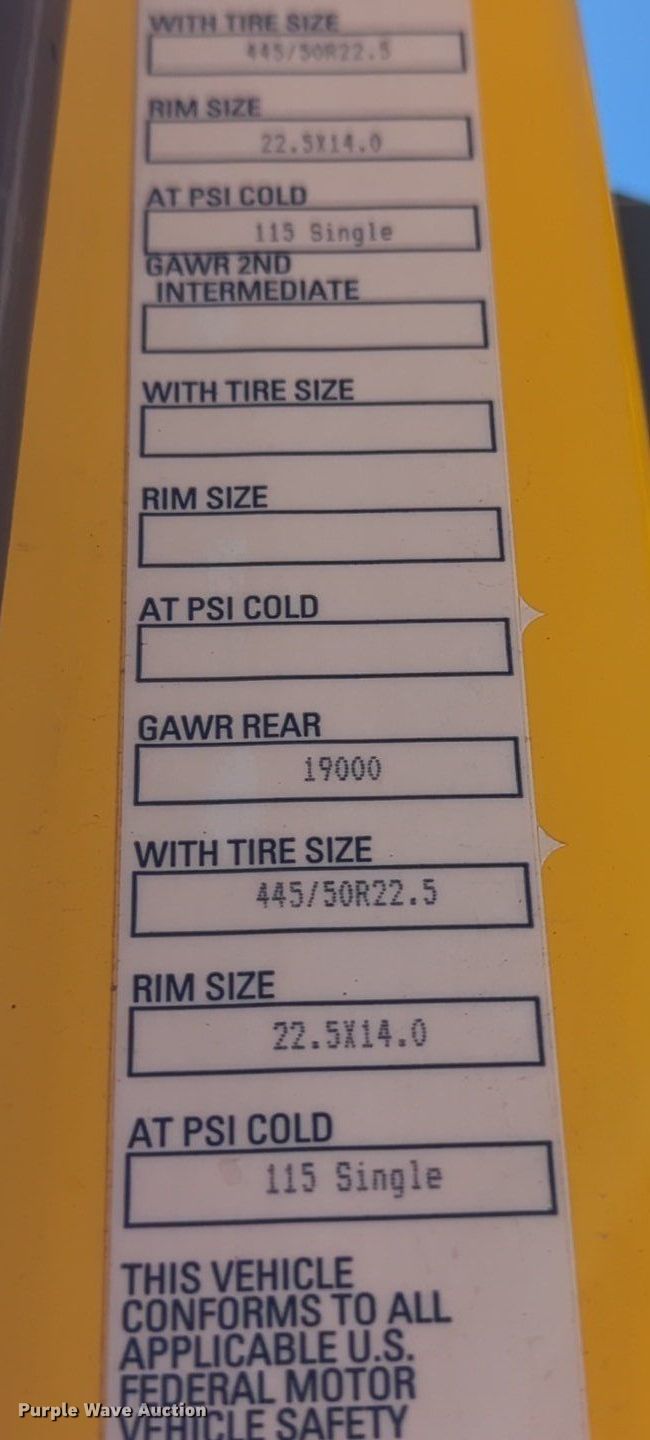 WITH TIRE SIZE
445/50R22.5
RIM SIZE
22.5X14.0
AT PSI COLD
115 Single
GAWR 2ND
INTERMEDIATE
WITH TIRE SIZE
RIM SIZE
AT PSI COLD
GAWR REAR
19000
WITH TIRE SIZE
445/50R22.5
RIM SIZE
22.5X14.0
AT PSI COLD
115 Single
THIS VEHICLE
CONFORMS TO ALL
APPLICABLE U.S.
FEDERAL MOTOR
VEHICLE SAFETY
Purple Wave Auction